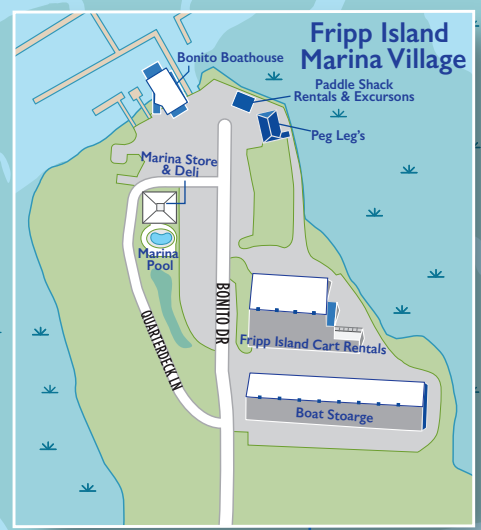 Fripp Island
Marina Village
Bonito Boathouse
Paddle Shack
Rentals & Excursons
Peg Leg's
Marina Store
& Deli
Marina
Pool
BONITO DR
QUARTERDECK LN
Fripp Island Cart Rentals
Boat Stoarge